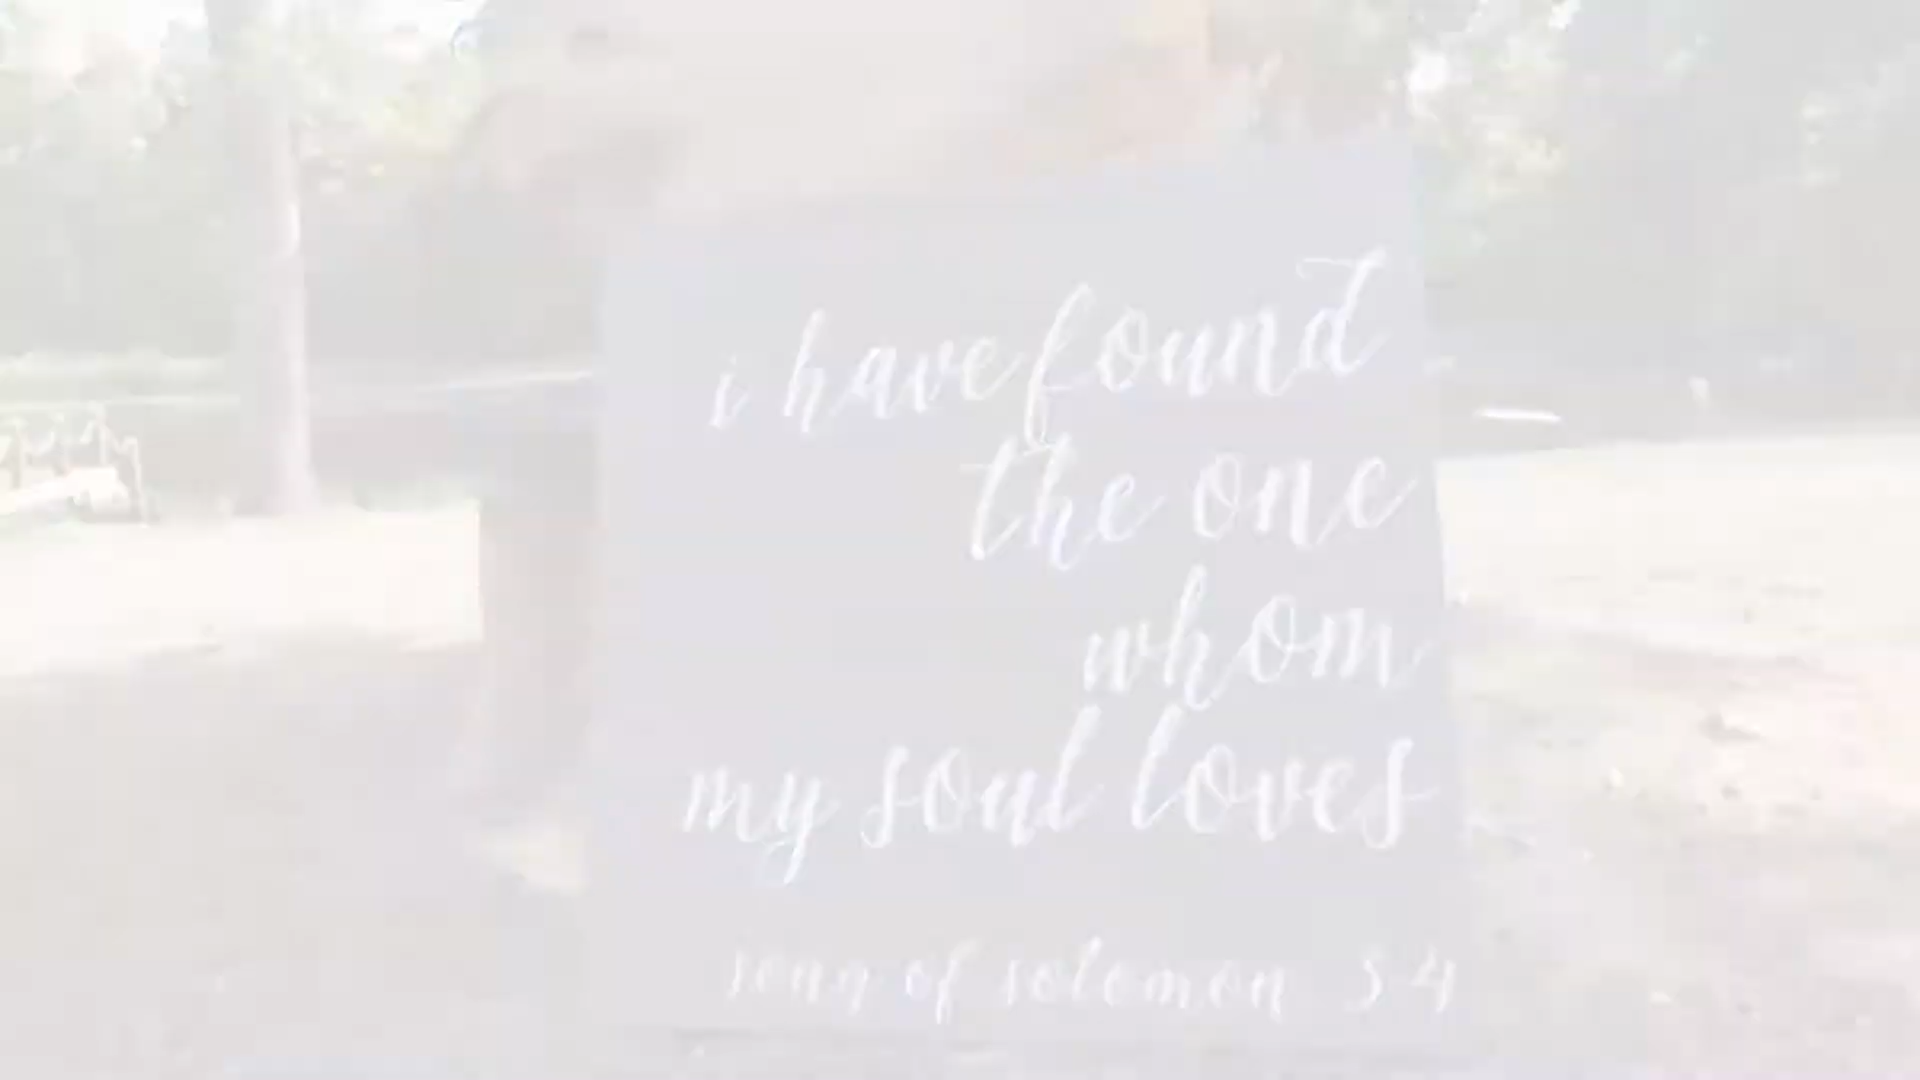 i have found
the one
whom
my soul loves
song of solomon 3 4